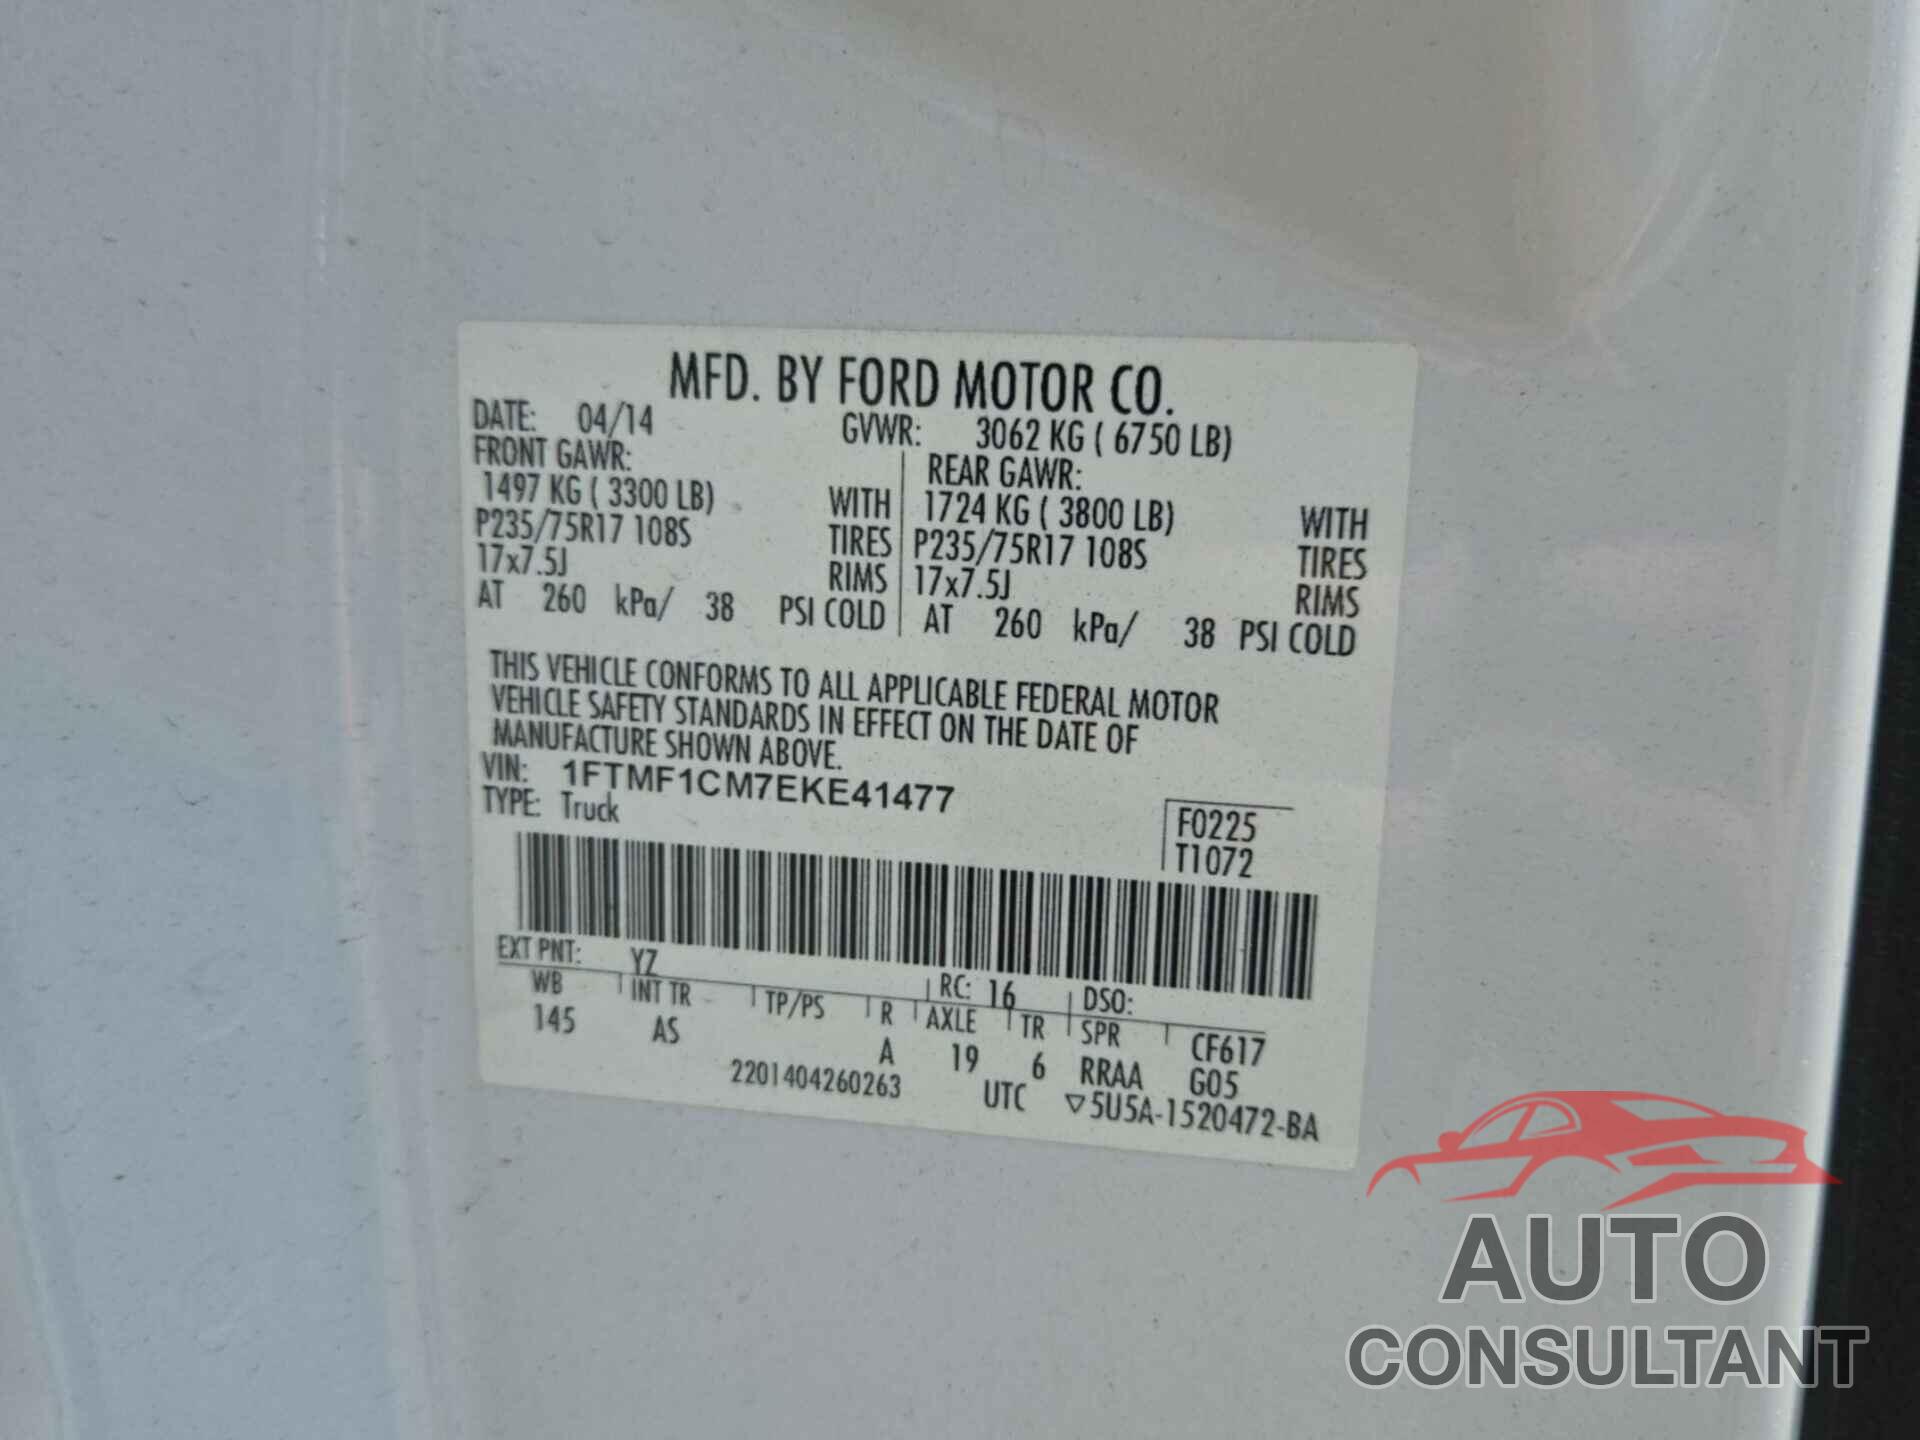 MFD. BY FORD MOTOR CO.
DATE: 04/14 GVWR: 3062 KG ( 6750 LB)
FRONT GAWR: REAR GAWR:
1497 KG ( 3300 LB) WITH 1724 KG ( 3800 LB) WITH
P235/75R17 108S TIRES P235/75R17 108S TIRES
17x7.5J RIMS 17x7.5J RIMS
AT 260 kPa/ 38 PSI COLD AT 260 kPa/ 38 PSI COLD
THIS VEHICLE CONFORMS TO ALL APPLICABLE FEDERAL MOTOR
VEHICLE SAFETY STANDARDS IN EFFECT ON THE DATE OF
MANUFACTURE SHOWN ABOVE.
VIN: 1FTMF1CM7EKE41477
TYPE: Truck
F0225
T1072
EXT PNT: YZ RC: 16 DSO:
WB INT TR TP/PS R AXLE TR SPR CF617
145 AS A 19 6 RRAA G05
2201404260263 UTC ▽5U5A-1520472-BA
AUTO
CONSULTANT